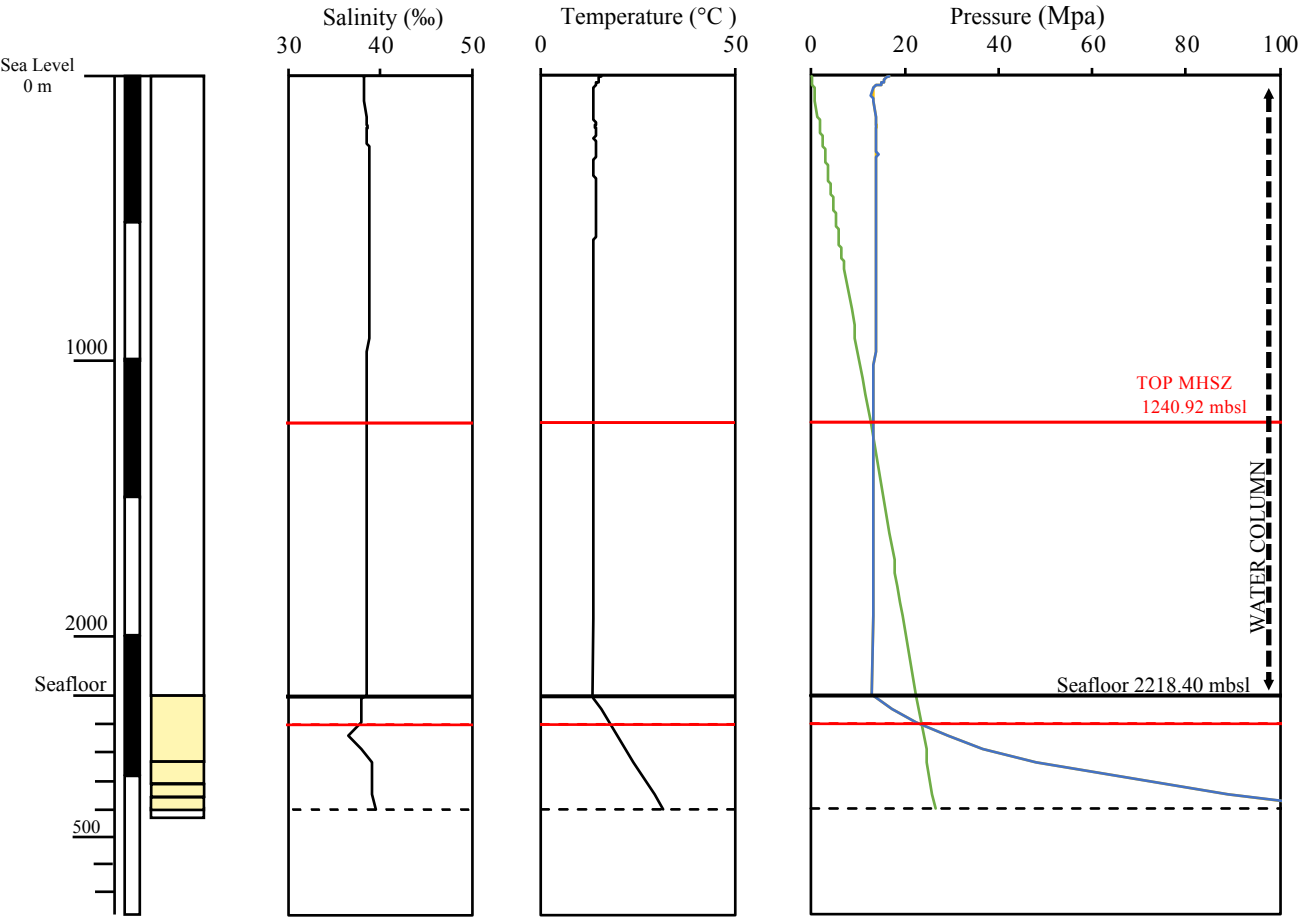 Salinity (‰)
Temperature (°C )
Pressure (Mpa)
30 40 50
0 50
0 20 40 60 80 100
Sea Level
0 m
1000
TOP MHSZ
1240.92 mbsl
WATER COLUMN
2000
Seafloor
Seafloor 2218.40 mbsl
500